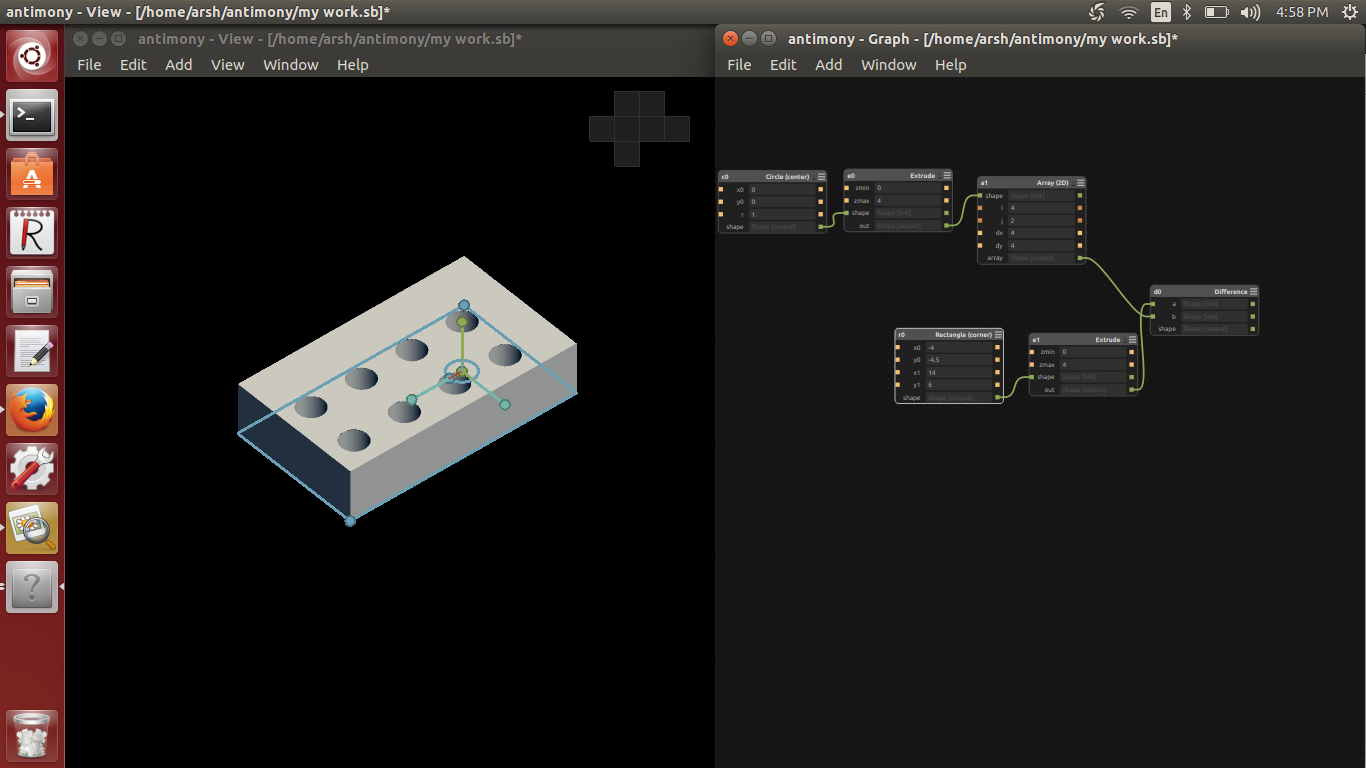 antimony - View - [/home/arsh/antimony/my work.sb]*
En
4:58 PM
antimony - View - [/home/arsh/antimony/my work.sb]*
File Edit Add View Window Help
antimony - Graph - [/home/arsh/antimony/my work.sb]*
File Edit Add Window Help
c0 Circle (center)
x0 0
y0 0
r 1
shape Shape [output]
e0 Extrude
zmin 0
zmax 4
shape Shape [link]
out Shape [output]
a1 Array (2D)
shape Shape [link]
i 4
j 2
dx 4
dy 4
array Shape [output]
d0 Difference
a Shape [link]
b Shape [link]
shape Shape [output]
r0 Rectangle (corner)
x0 -4
y0 -4.5
x1 14
y1 6
shape Shape [output]
e1 Extrude
zmin 0
zmax 4
shape Shape [link]
out Shape [output]